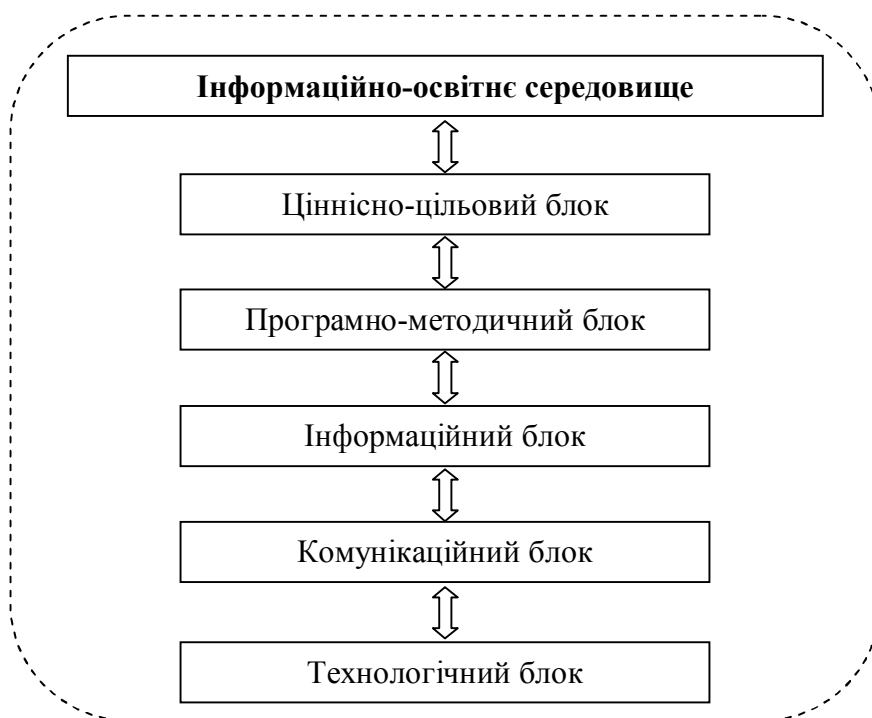 Інформаційно-освітнє середовище
Ціннісно-цільовий блок
Програмно-методичний блок
Інформаційний блок
Комунікаційний блок
Технологічний блок